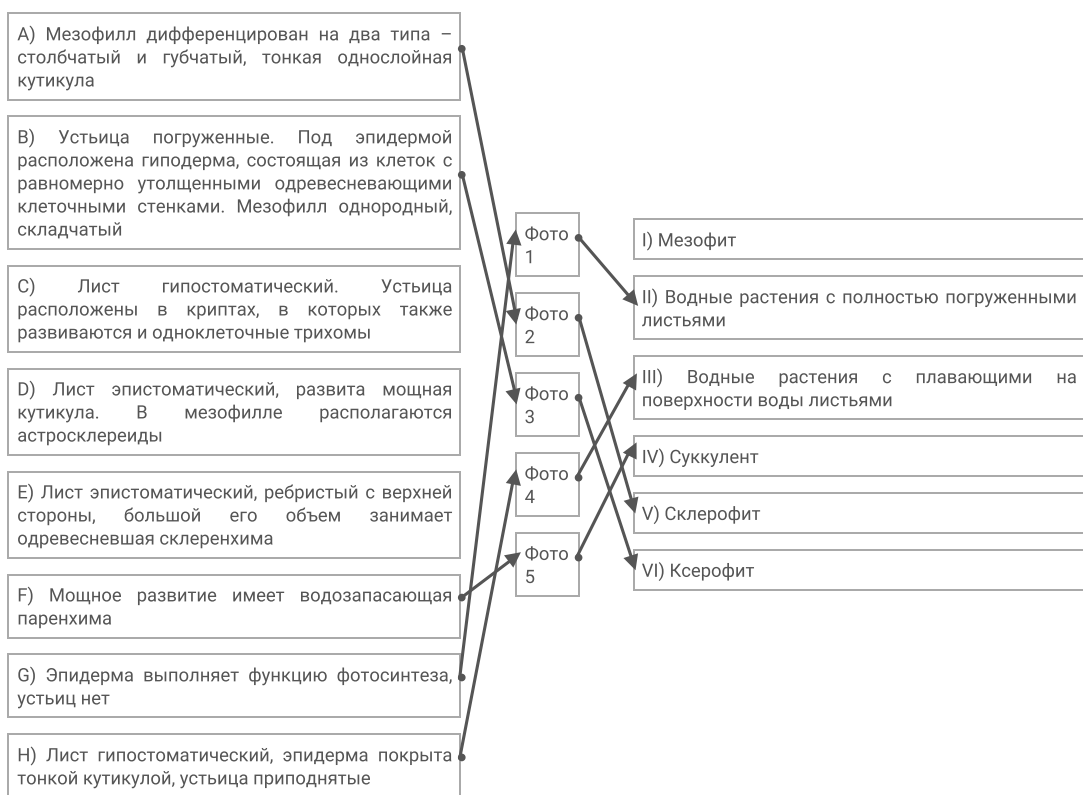 A) Мезофилл дифференцирован на два типа –
столбчатый и губчатый, тонкая однослойная
кутикула
B) Устьица погруженные. Под эпидермой
расположена гиподерма, состоящая из клеток с
равномерно утолщенными одревесневающими
клеточными стенками. Мезофилл однородный,
складчатый
C) Лист гипостоматический. Устьица
расположены в криптах, в которых также
развиваются и одноклеточные трихомы
D) Лист эпистоматический, развита мощная
кутикула. В мезофилле располагаются
астросклереиды
E) Лист эпистоматический, ребристый с верхней
стороны, большой его объем занимает
одревесневшая склеренхима
F) Мощное развитие имеет водозапасающая
паренхима
G) Эпидерма выполняет функцию фотосинтеза,
устьиц нет
H) Лист гипостоматический, эпидерма покрыта
тонкой кутикулой, устьица приподнятые
Фото
1
Фото
2
Фото
3
Фото
4
Фото
5
I) Мезофит
II) Водные растения с полностью погруженными
листьями
III) Водные растения с плавающими на
поверхности воды листьями
IV) Суккулент
V) Склерофит
VI) Ксерофит